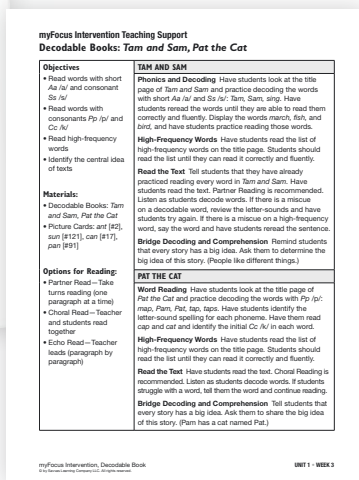 myFocus Intervention Teaching Support
Decodable Books: Tam and Sam, Pat the Cat
Objectives
• Read words with short
Aa /a/ and consonant
Ss /s/
• Read words with
consonants Pp /p/ and
Cc /k/
• Read high-frequency
words
• Identify the central idea
of texts
Materials:
• Decodable Books: Tam
and Sam, Pat the Cat
• Picture Cards: ant [#2],
sun [#121], can [#17],
pan [#91]
Options for Reading:
• Partner Read—Take
turns reading (one
paragraph at a time)
• Choral Read—Teacher
and students read
together
• Echo Read—Teacher
leads (paragraph by
paragraph)
TAM AND SAM
Phonics and Decoding Have students look at the title
page of Tam and Sam and practice decoding the words
with short Aa /a/ and Ss /s/: Tam, Sam, sing. Have
students reread the words until they are able to read them
correctly and fluently. Display the words march, fish, and
bird, and have students practice reading those words.
High-Frequency Words Have students read the list of
high-frequency words on the title page. Students should
read the list until they can read it correctly and fluently.
Read the Text Tell students that they have already
practiced reading every word in Tam and Sam. Have
students read the text. Partner Reading is recommended.
Listen as students decode words. If there is a miscue
on a decodable word, review the letter-sounds and have
students try again. If there is a miscue on a high-frequency
word, say the word and have students reread the sentence.
Bridge Decoding and Comprehension Remind students
that every story has a big idea. Ask them to determine the
big idea of this story. (People like different things.)
PAT THE CAT
Word Reading Have students look at the title page of
Pat the Cat and practice decoding the words with Pp /p/:
map, Pam, Pat, tap, taps. Have students identify the
letter-sound spelling for each phoneme. Have them read
cap and cat and identify the initial Cc /k/ in each word.
High-Frequency Words Have students read the list of
high-frequency words on the title page. Students should
read the list until they can read it correctly and fluently.
Read the Text Have students read the text. Choral Reading is
recommended. Listen as students decode words. If students
struggle with a word, tell them the word and continue reading.
Bridge Decoding and Comprehension Tell students that
every story has a big idea. Ask them to share the big idea
of this story. (Pam has a cat named Pat.)
myFocus Intervention, Decodable Book
© by Savvas Learning Company LLC. All rights reserved.
UNIT 1 • WEEK 3